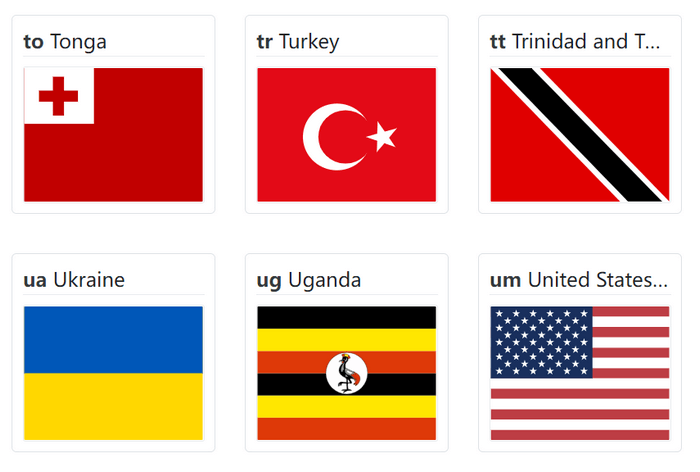 to Tonga
tr Turkey
tt Trinidad and T...
ua Ukraine
ug Uganda
um United States...